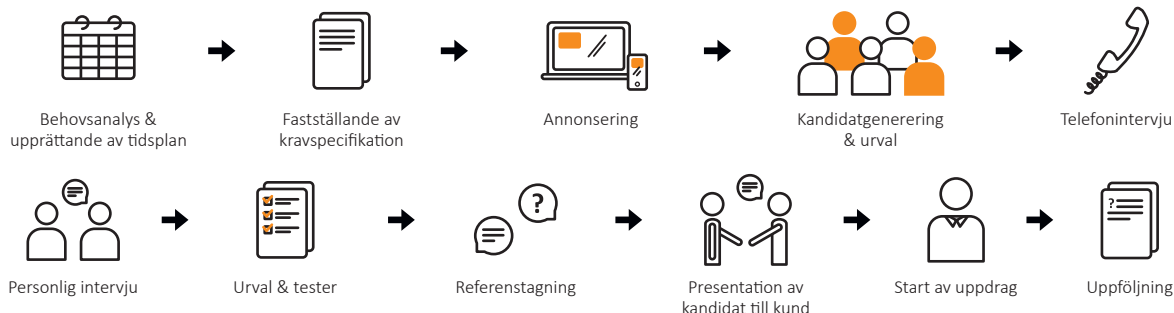 Behovsanalys &
upprättande av tidsplan
Fastställande av
kravspecifikation
Annonsering
Kandidatgenerering
& urval
Telefonintervju
Personlig intervju
?
Urval & tester
Referenstagning
Presentation av
kandidat till kund
Start av uppdrag
?
Uppföljning